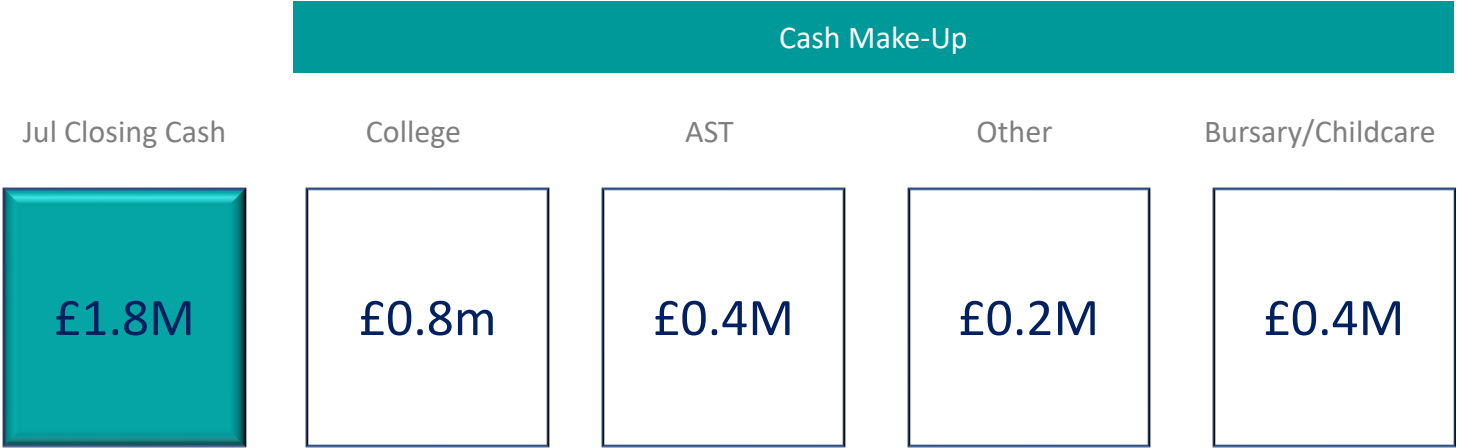 Cash Make-Up
Jul Closing Cash College AST Other Bursary/Childcare
£1.8M £0.8m £0.4M £0.2M £0.4M